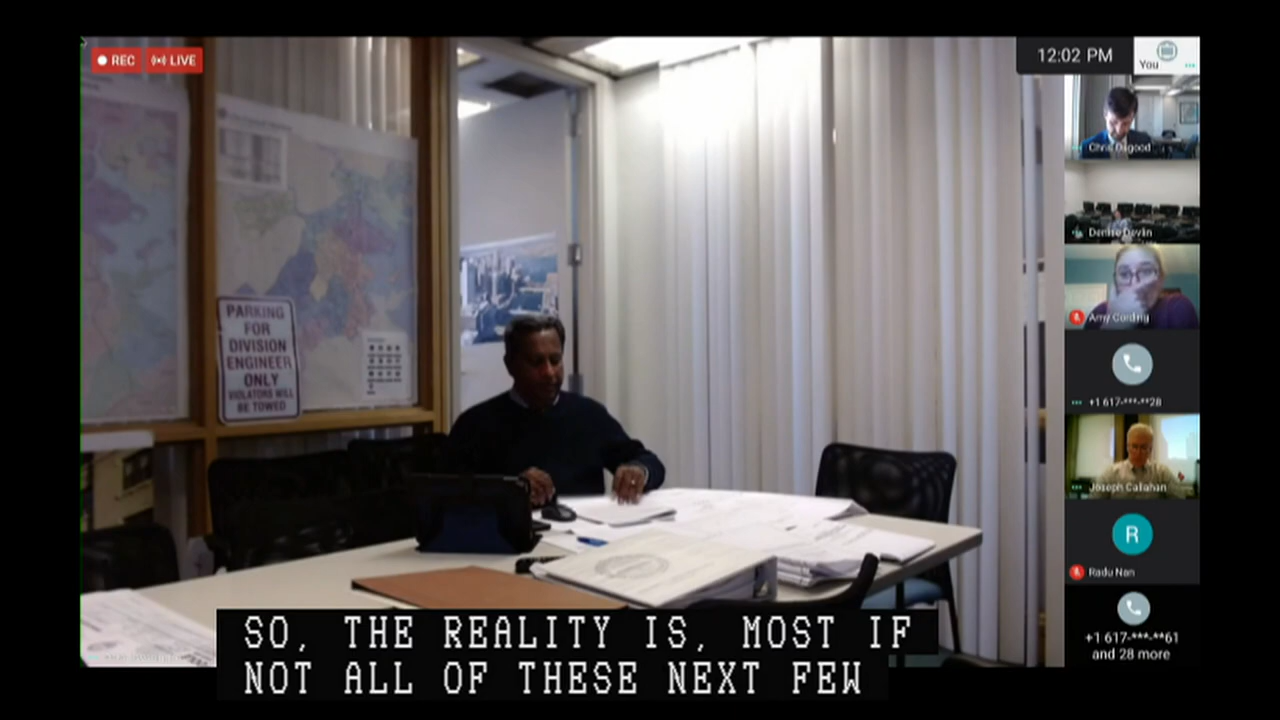 REC
LIVE
12:02 PM
You
Chris Osgood
Denise Devlin
Amy Cording
+1 617-***-**28
Joseph Callahan
R
Radu Nan
+1 617-***-**61
and 28 more
PARKING
FOR
DIVISION
ENGINEER
ONLY
VIOLATORS WILL
BE TOWED
SO, THE REALITY IS, MOST IF
NOT ALL OF THESE NEXT FEW